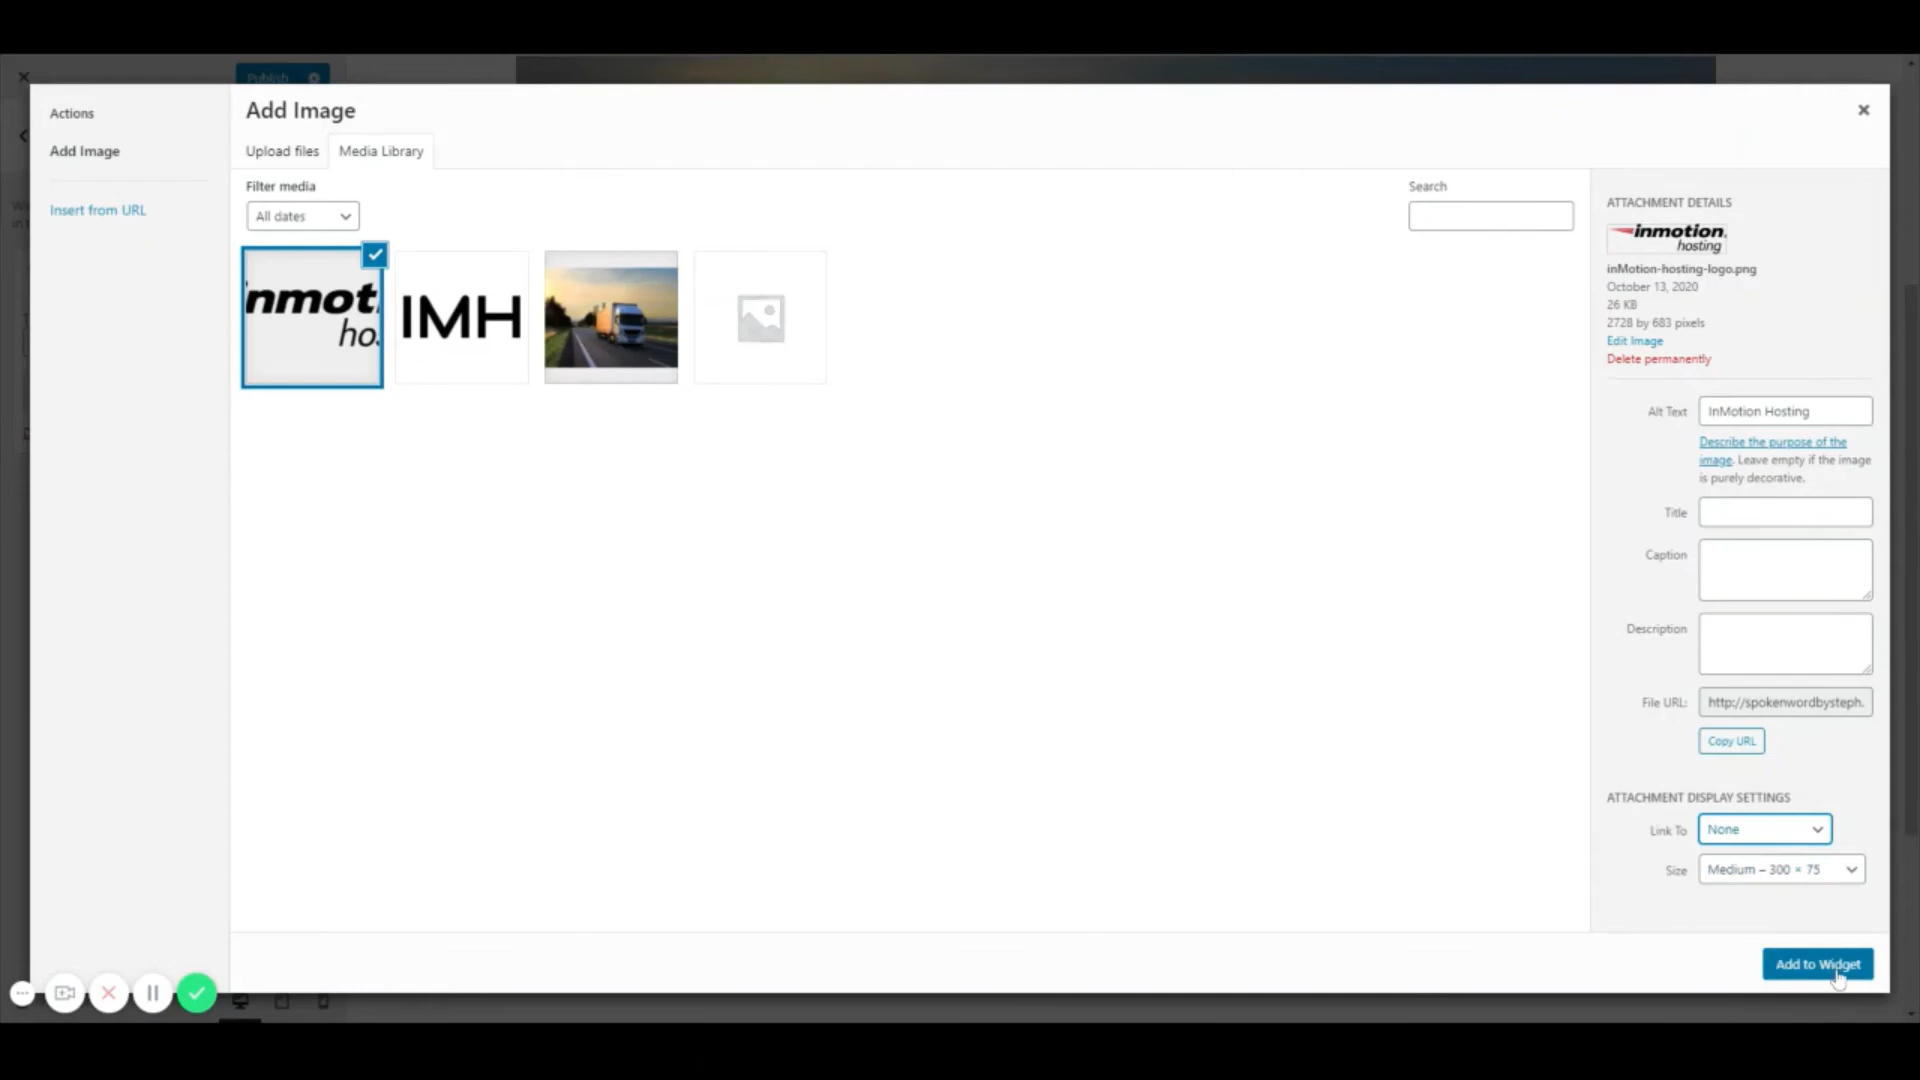 Publish
Actions
Add Image
Insert from URL
Add Image
Upload files
Media Library
Filter media
All dates
Search
nmoti
ho
IMH
ATTACHMENT DETAILS
inmotion
hosting
inMotion-hosting-logo.png
October 13, 2020
26 KB
2728 by 683 pixels
Edit Image
Delete permanently
Alt Text
InMotion Hosting
Describe the purpose of the
image. Leave empty if the image
is purely decorative.
Title
Caption
Description
File URL:
http://spokenwordbysteph.
Copy URL
ATTACHMENT DISPLAY SETTINGS
Link To
None
Size
Medium – 300 × 75
Add to Widget